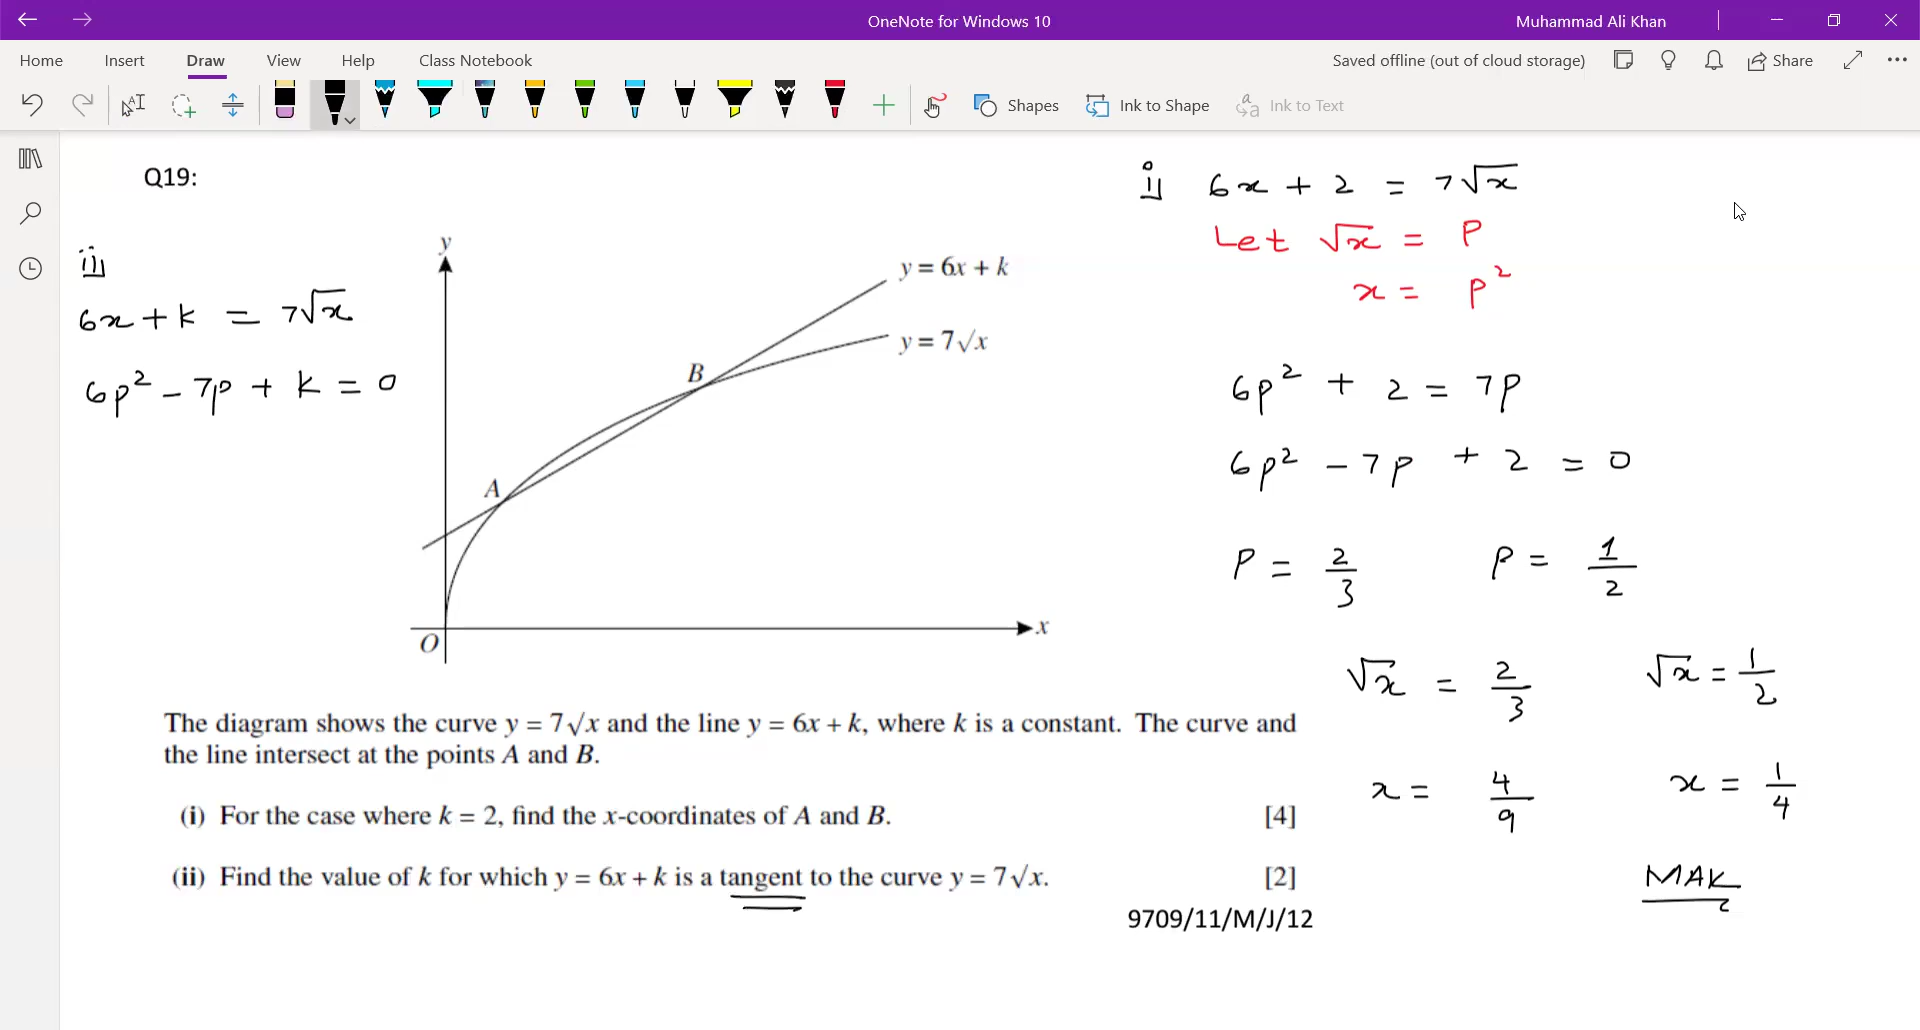 OneNote for Windows 10
Muhammad Ali Khan
Home Insert Draw View Help Class Notebook
Saved offline (out of cloud storage)
Share
Shapes
Ink to Shape
Ink to Text
Q19:
ii)
6x + k = 7√x
6p² - 7p + k = 0
y
y = 6x + k
y = 7√x
B
A
O
x
The diagram shows the curve y = 7√x and the line y = 6x + k, where k is a constant. The curve and
the line intersect at the points A and B.
(i) For the case where k = 2, find the x-coordinates of A and B. [4]
(ii) Find the value of k for which y = 6x + k is a tangent to the curve y = 7√x. [2]
9709/11/M/J/12
i) 6x + 2 = 7√x
Let √x = P
x = p²
6p² + 2 = 7p
6p² - 7p + 2 = 0
P = 2/3 P = 1/2
√x = 2/3 √x = 1/2
x = 4/9 x = 1/4
MAK